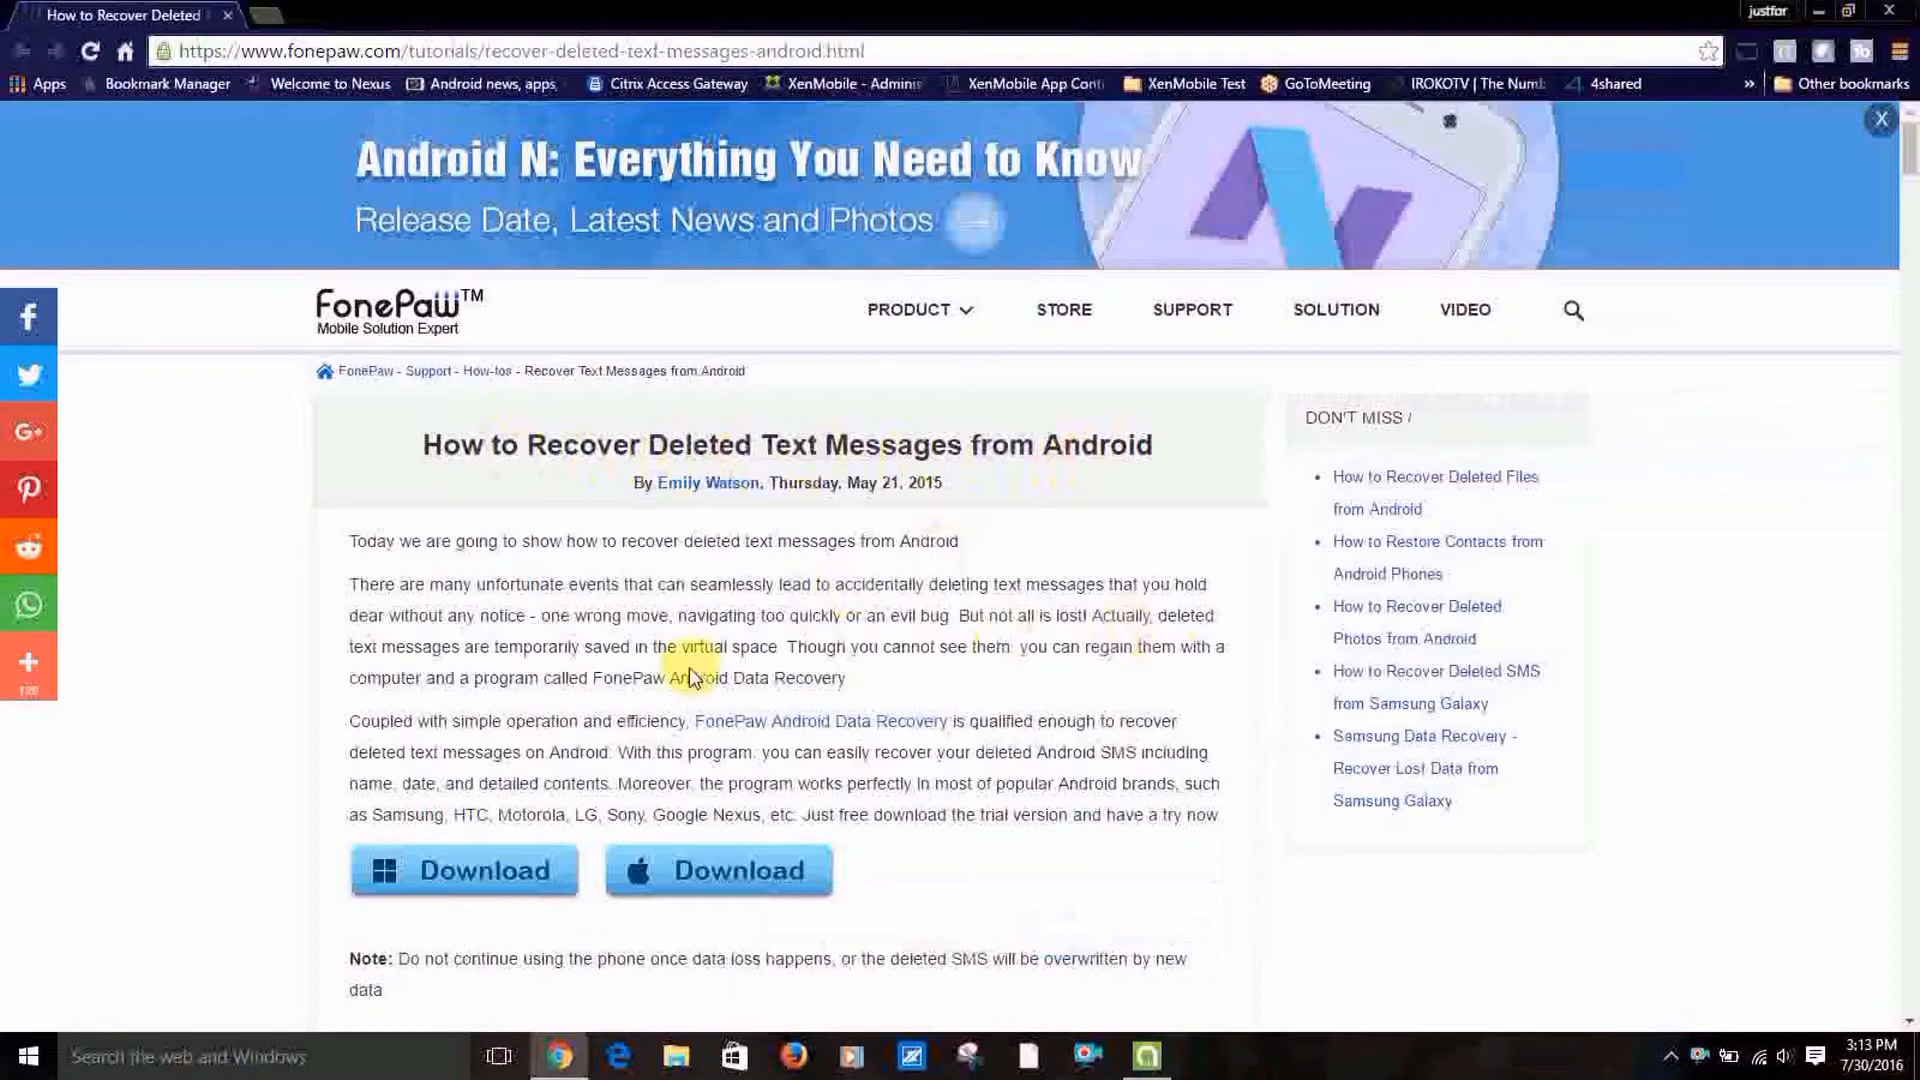 How to Recover Deleted
justfor
https://www.fonepaw.com/tutorials/recover-deleted-text-messages-android.html
Apps
Bookmark Manager
Welcome to Nexus
Android news, apps,
Citrix Access Gateway
XenMobile - Adminis
XenMobile App Cont
XenMobile Test
GoToMeeting
IROKOTV | The Numb
4shared
»
Other bookmarks
Android N: Everything You Need to Know
Release Date, Latest News and Photos
X
FonePaw™
Mobile Solution Expert
PRODUCT
STORE
SUPPORT
SOLUTION
VIDEO
FonePaw - Support - How-tos - Recover Text Messages from Android
How to Recover Deleted Text Messages from Android
By Emily Watson, Thursday, May 21, 2015
Today we are going to show how to recover deleted text messages from Android
There are many unfortunate events that can seamlessly lead to accidentally deleting text messages that you hold
dear without any notice - one wrong move, navigating too quickly or an evil bug. But not all is lost! Actually, deleted
text messages are temporarily saved in the virtual space. Though you cannot see them, you can regain them with a
computer and a program called FonePaw Android Data Recovery
Coupled with simple operation and efficiency, FonePaw Android Data Recovery is qualified enough to recover
deleted text messages on Android. With this program, you can easily recover your deleted Android SMS including
name, date, and detailed contents. Moreover, the program works perfectly in most of popular Android brands, such
as Samsung, HTC, Motorola, LG, Sony, Google Nexus, etc. Just free download the trial version and have a try now
Download
Download
Note: Do not continue using the phone once data loss happens, or the deleted SMS will be overwritten by new
data
DON'T MISS /
How to Recover Deleted Files
from Android
How to Restore Contacts from
Android Phones
How to Recover Deleted
Photos from Android
How to Recover Deleted SMS
from Samsung Galaxy
Samsung Data Recovery -
Recover Lost Data from
Samsung Galaxy
Search the web and Windows
3:13 PM
7/30/2016